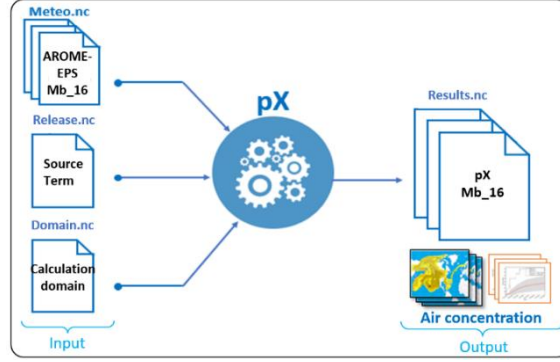 Meteo.nc
AROME-
EPS
Mb_16
Release.nc
Source
Term
Domain.nc
Calculation
domain
Input
pX
Results.nc
pX
Mb_16
Air concentration
Output